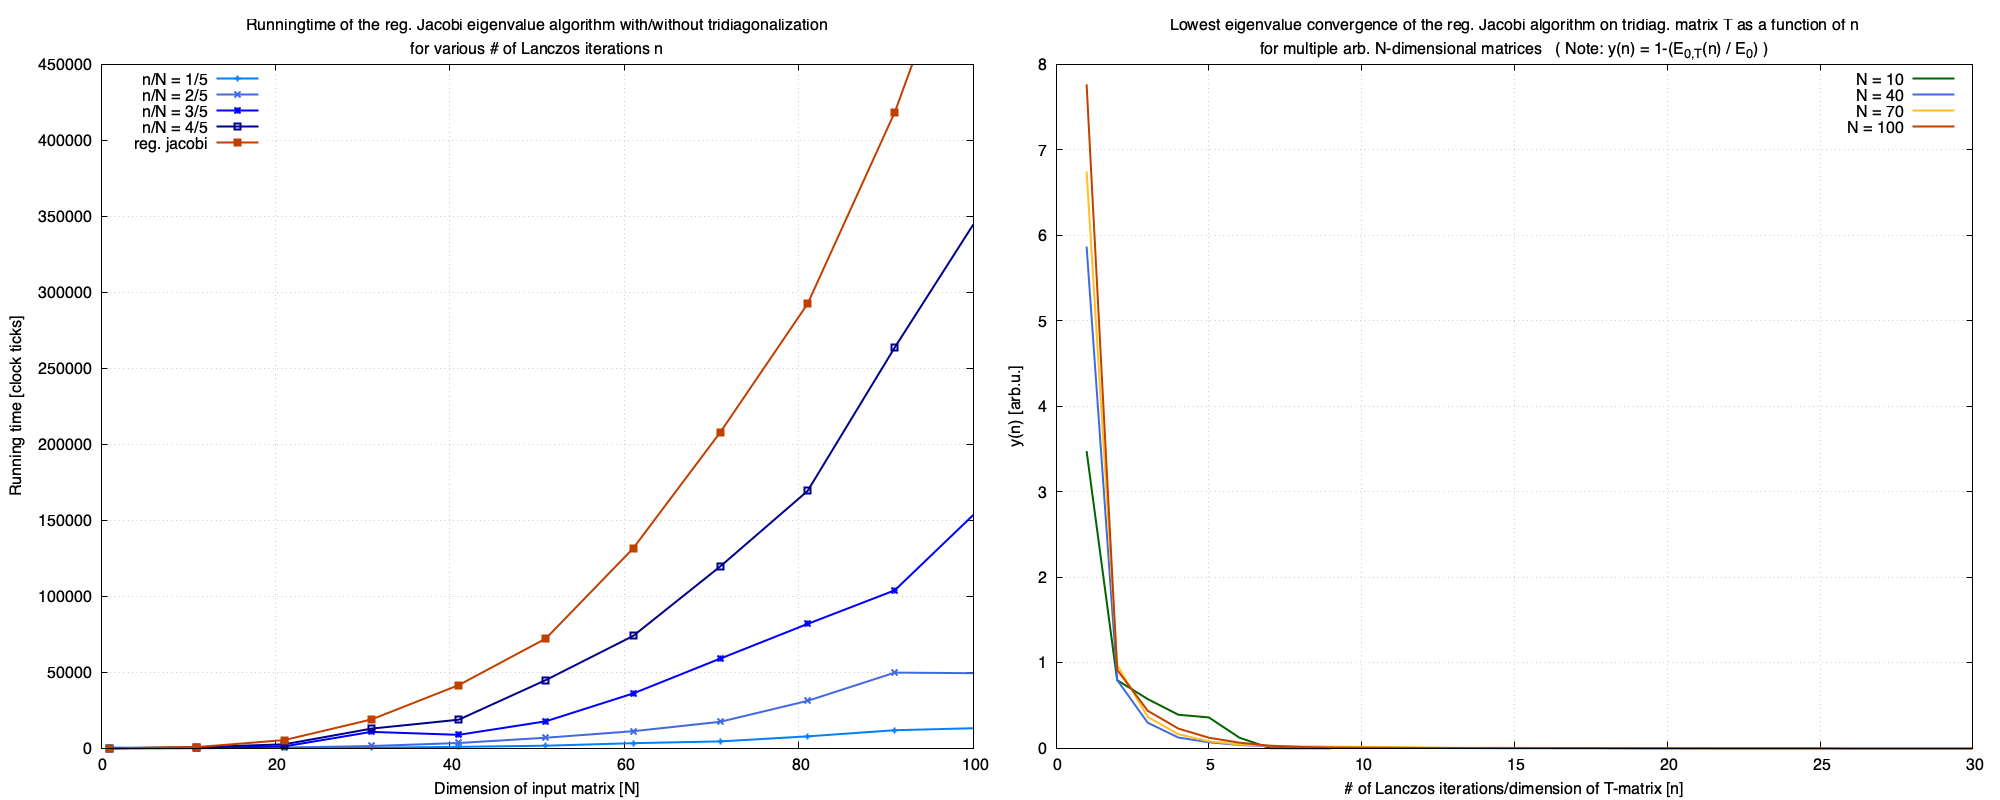 Runningtime of the reg. Jacobi eigenvalue algorithm with/without tridiagonalization
for various # of Lanczos iterations n
450000
400000
350000
300000
250000
200000
150000
100000
50000
0
Running time [clock ticks]
n/N = 1/5
n/N = 2/5
n/N = 3/5
n/N = 4/5
reg. jacobi
0 20 40 60 80 100
Dimension of input matrix [N]
Lowest eigenvalue convergence of the reg. Jacobi algorithm on tridiag. matrix T as a function of n
for multiple arb. N-dimensional matrices ( Note: y(n) = 1-(E0,T(n) / E0) )
8
7
6
5
4
3
2
1
0
y(n) [arb.u.]
N = 10
N = 40
N = 70
N = 100
0 5 10 15 20 25 30
# of Lanczos iterations/dimension of T-matrix [n]